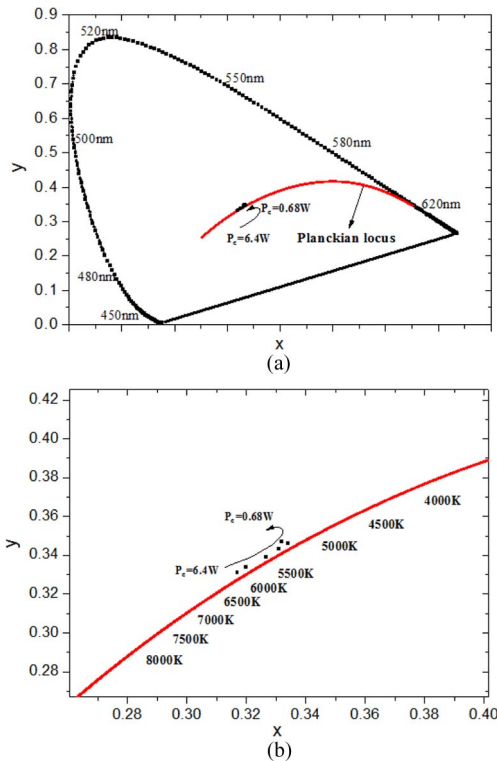 0.9
520nm
0.8
0.7
550nm
0.6
580nm
500nm
0.5
y
0.4
620nm
0.3
Pe=0.68W
Pe=6.4W
Planckian locus
0.2
480nm
0.1
450nm
0.0
x
(a)
0.42
0.40
4000K
0.38
y
0.36
Pe=0.68W
4500K
5000K
0.34
Pe=6.4W
5500K
6000K
0.32
6500K
7000K
0.30
7500K
8000K
0.28
0.28 0.30 0.32 0.34 0.36 0.38 0.40
x
(b)